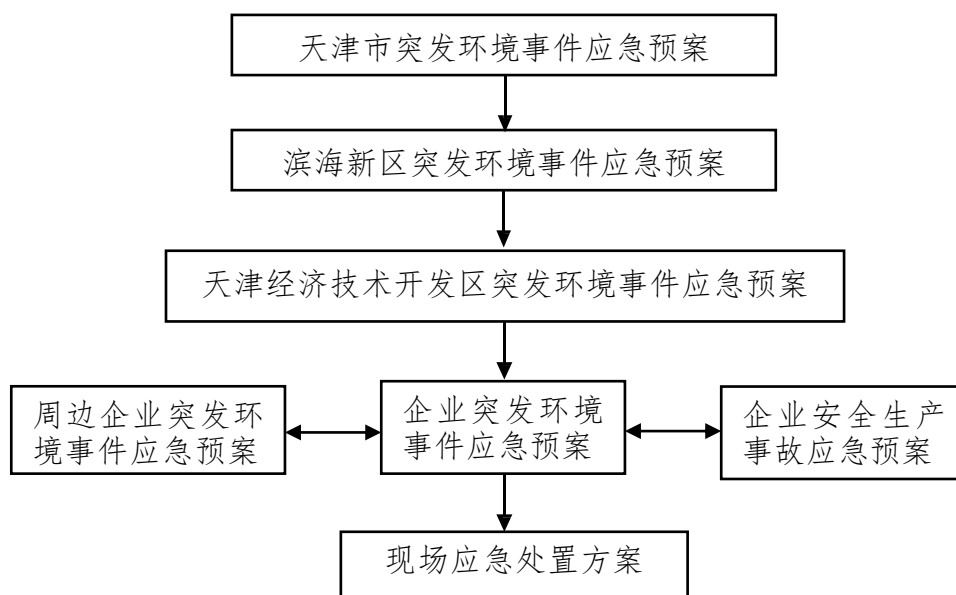 天津市突发环境事件应急预案
滨海新区突发环境事件应急预案
天津经济技术开发区突发环境事件应急预案
周边企业突发环
境事件应急预案
企业突发环境
事件应急预案
企业安全生产
事故应急预案
现场应急处置方案